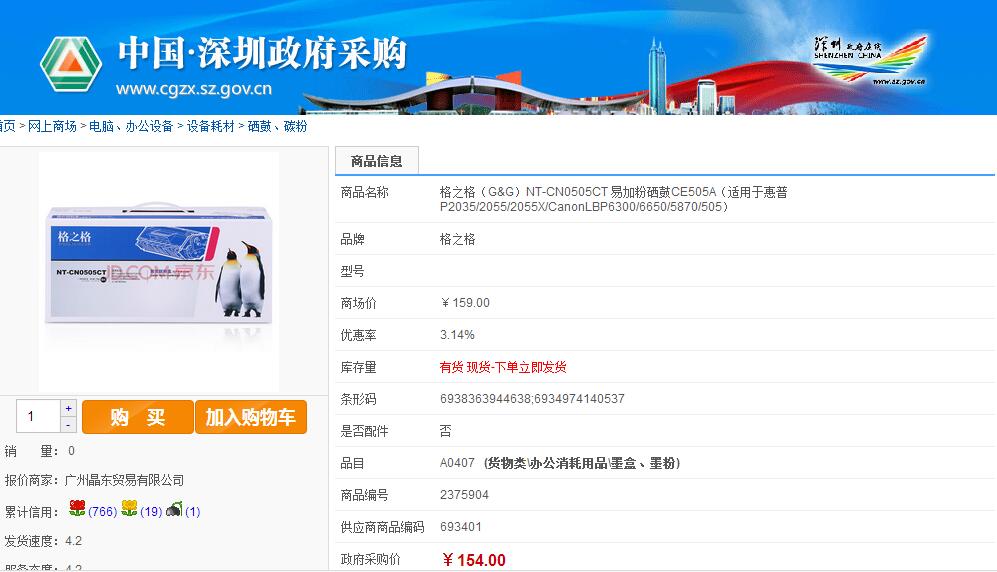 中国·深圳政府采购
www.cgzx.sz.gov.cn
深圳 政府在线
SHENZHEN CHINA
www.sz.gov.cn
首页 > 网上商场 > 电脑、办公设备 > 设备耗材 > 硒鼓、碳粉
格之格
NT-CN0505CT
JD.COM京东
1
+
-
购 买
加入购物车
销 量： 0
报价商家：广州晶东贸易有限公司
累计信用： (766) (19) (1)
发货速度：4.2
服务态度：4.2
商品信息
商品名称 格之格（G&G）NT-CN0505CT 易加粉硒鼓CE505A（适用于惠普
P2035/2055/2055X/CanonLBP6300/6650/5870/505）
品牌 格之格
型号
商场价 ￥159.00
优惠率 3.14%
库存量 有货 现货-下单立即发货
条形码 6938363944638;6934974140537
是否配件 否
品目 A0407 (货物类\办公消耗用品\墨盒、墨粉)
商品编号 2375904
供应商商品编码 693401
政府采购价 ￥154.00